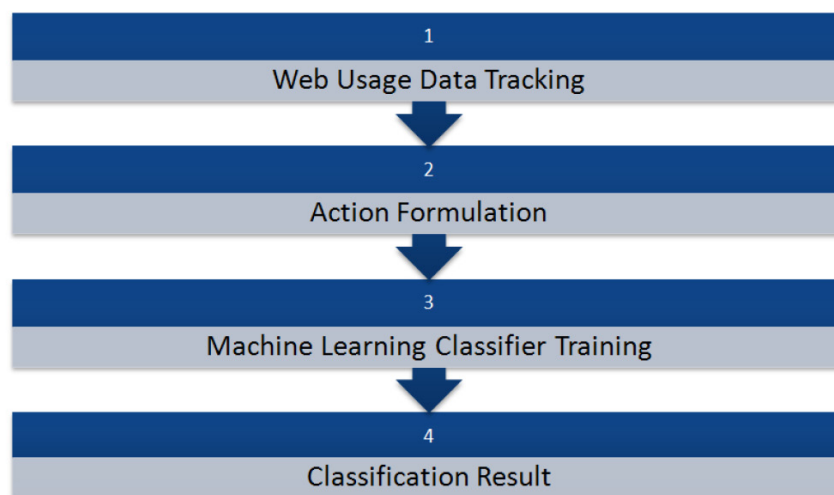 1
Web Usage Data Tracking
2
Action Formulation
3
Machine Learning Classifier Training
4
Classification Result